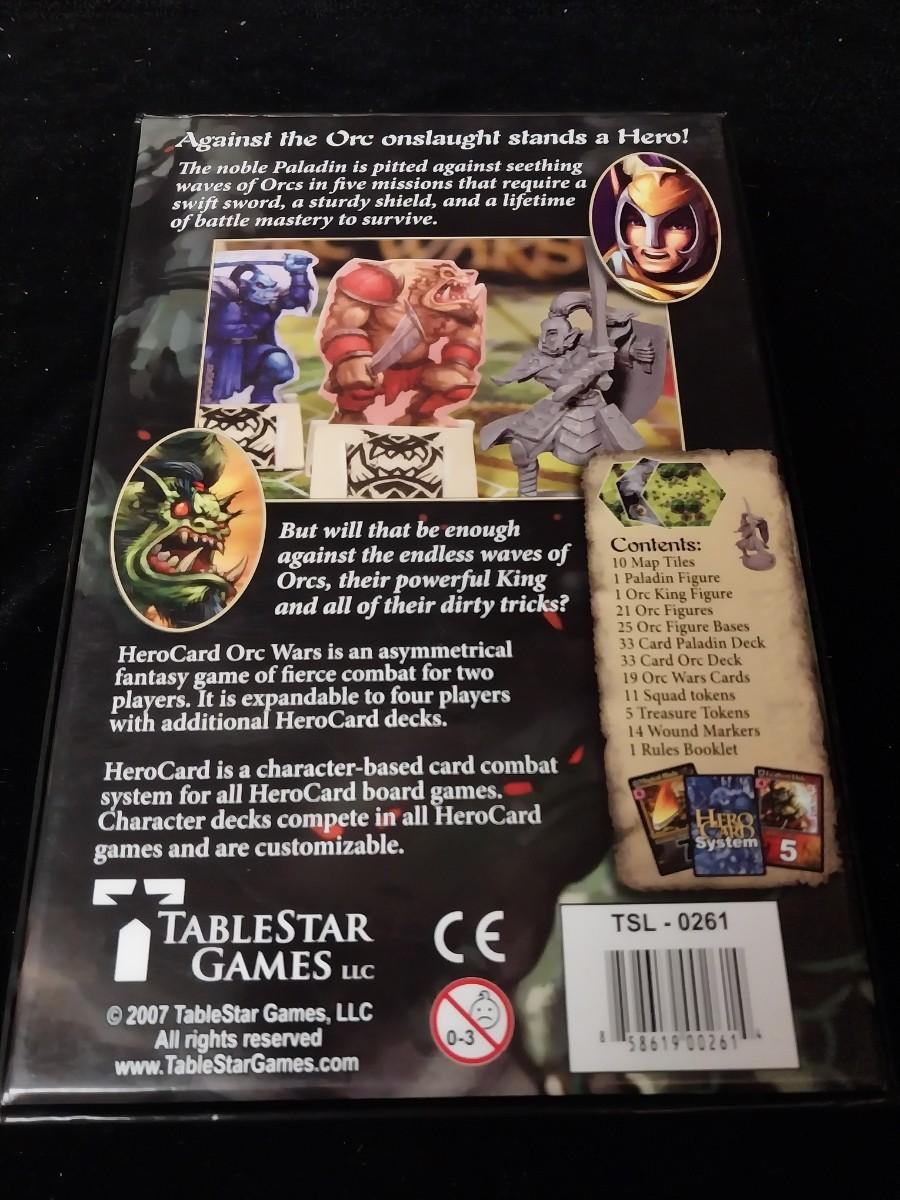 Against the Orc onslaught stands a Hero!
The noble Paladin is pitted against seething
waves of Orcs in five missions that require a
swift sword, a sturdy shield, and a lifetime
of battle mastery to survive.
WARS
But will that be enough
against the endless waves of
Orcs, their powerful King
and all of their dirty tricks?
HeroCard Orc Wars is an asymmetrical
fantasy game of fierce combat for two
players. It is expandable to four players
with additional HeroCard decks.
HeroCard is a character-based card combat
system for all HeroCard board games.
Character decks compete in all HeroCard
games and are customizable.
Contents:
10 Map Tiles
1 Paladin Figure
1 Orc King Figure
21 Orc Figures
25 Orc Figure Bases
33 Card Paladin Deck
33 Card Orc Deck
19 Orc Wars Cards
11 Squad tokens
5 Treasure Tokens
14 Wound Markers
1 Rules Booklet
HERO
CARD
System
5
TABLESTAR
GAMES LLC
© 2007 TableStar Games, LLC
All rights reserved
www.TableStarGames.com
CE
0-3
TSL - 0261
8 58619 00261 4